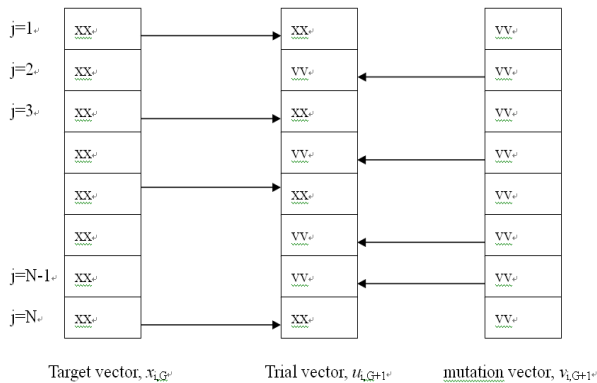 j=1 xx xx vv
j=2 xx vv vv
j=3 xx xx vv
xx vv vv
xx xx vv
xx vv vv
j=N-1 xx vv vv
j=N xx xx vv
Target vector, xi,G Trial vector, ui,G+1 mutation vector, vi,G+1